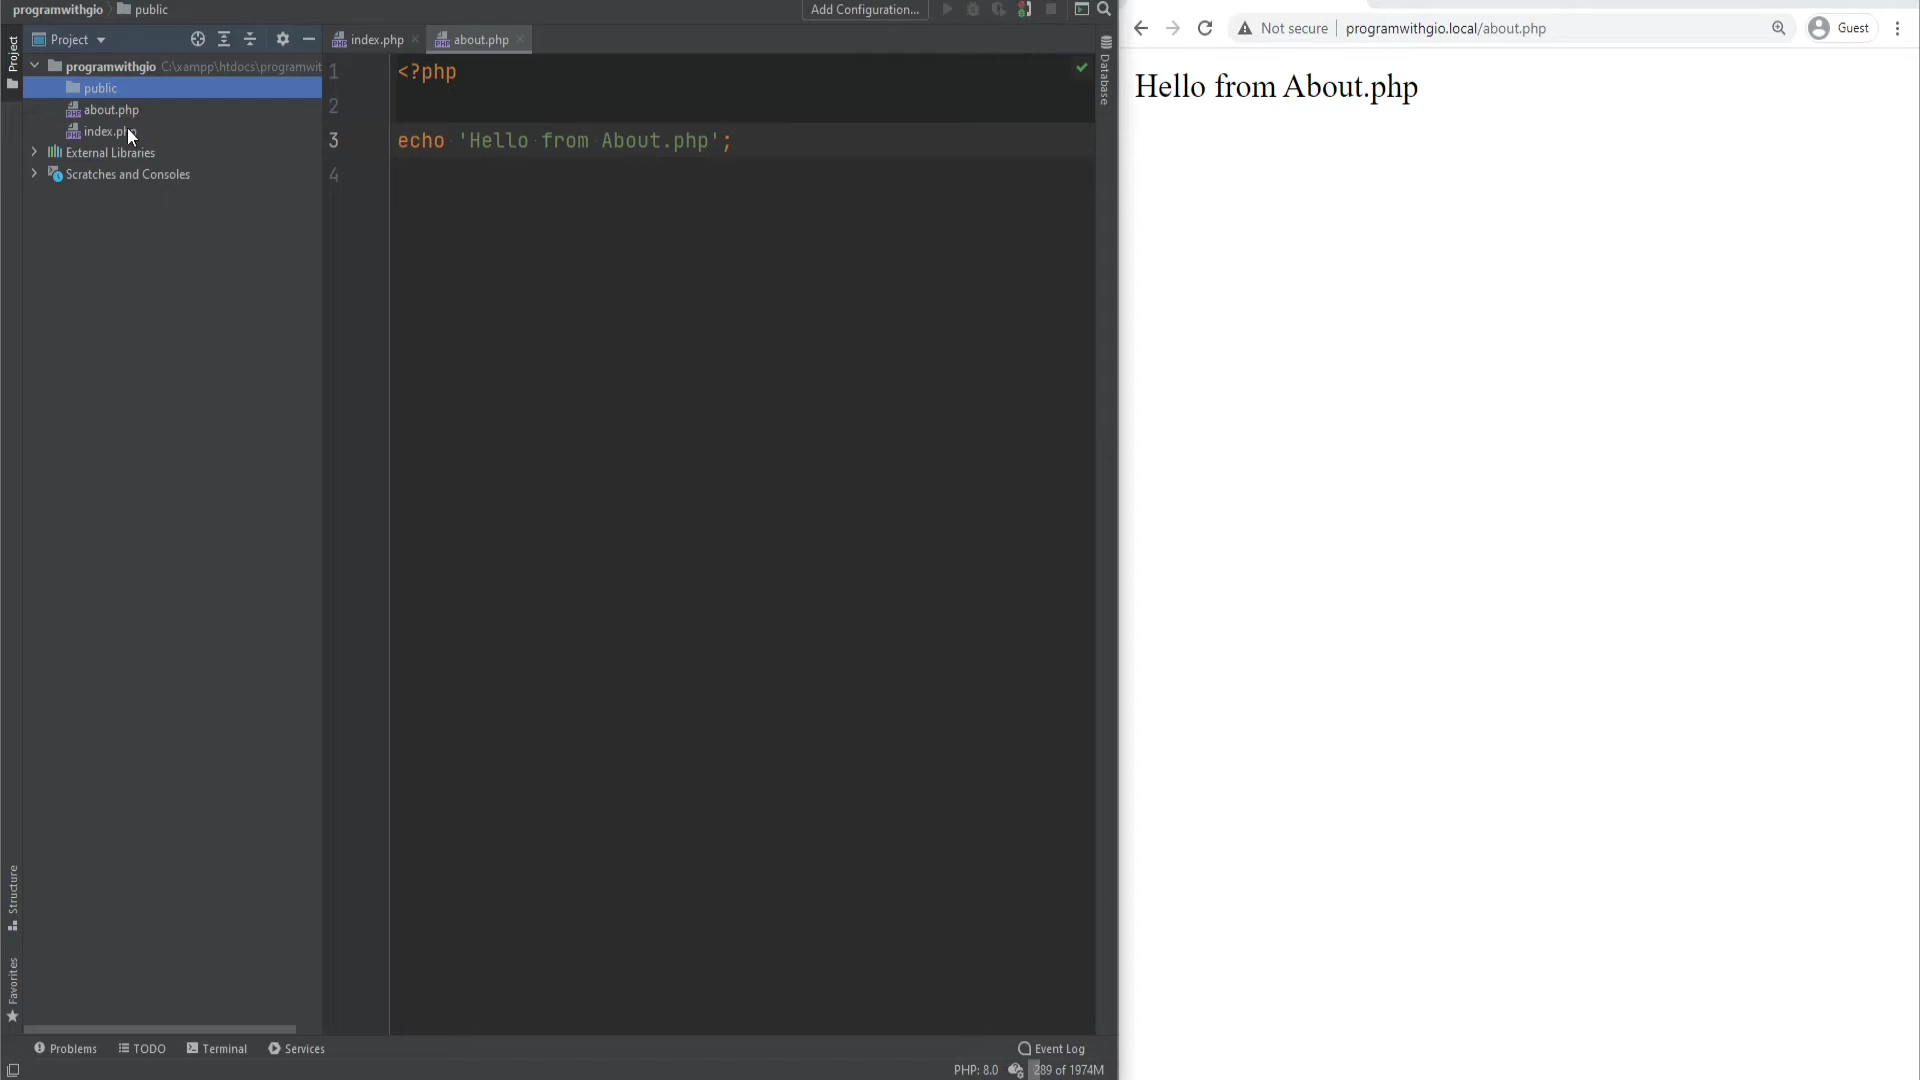 programwithgio
public
Add Configuration...
Project
Project
programwithgio C:\xampp\htdocs\programwit
public
about.php
index.php
External Libraries
Scratches and Consoles
index.php
about.php
1 <?php
2
3 echo 'Hello from About.php';
4
Database
Structure
Favorites
Problems
TODO
Terminal
Services
Event Log
PHP: 8.0
289 of 1974M
Not secure
programwithgio.local/about.php
Guest
Hello from About.php